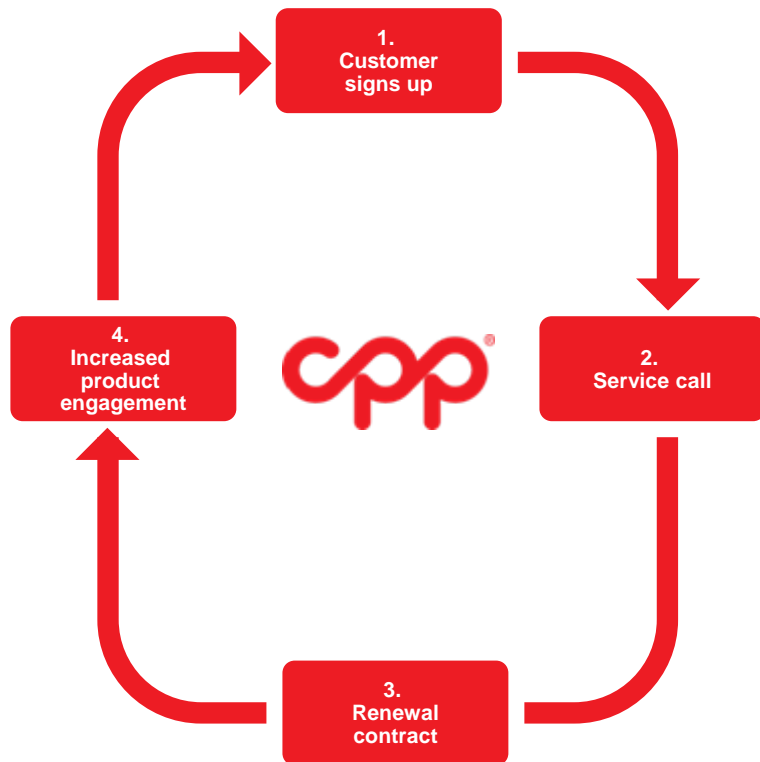 1.
Customer
signs up
2.
Service call
3.
Renewal
contract
4.
Increased
product
engagement
cpp®